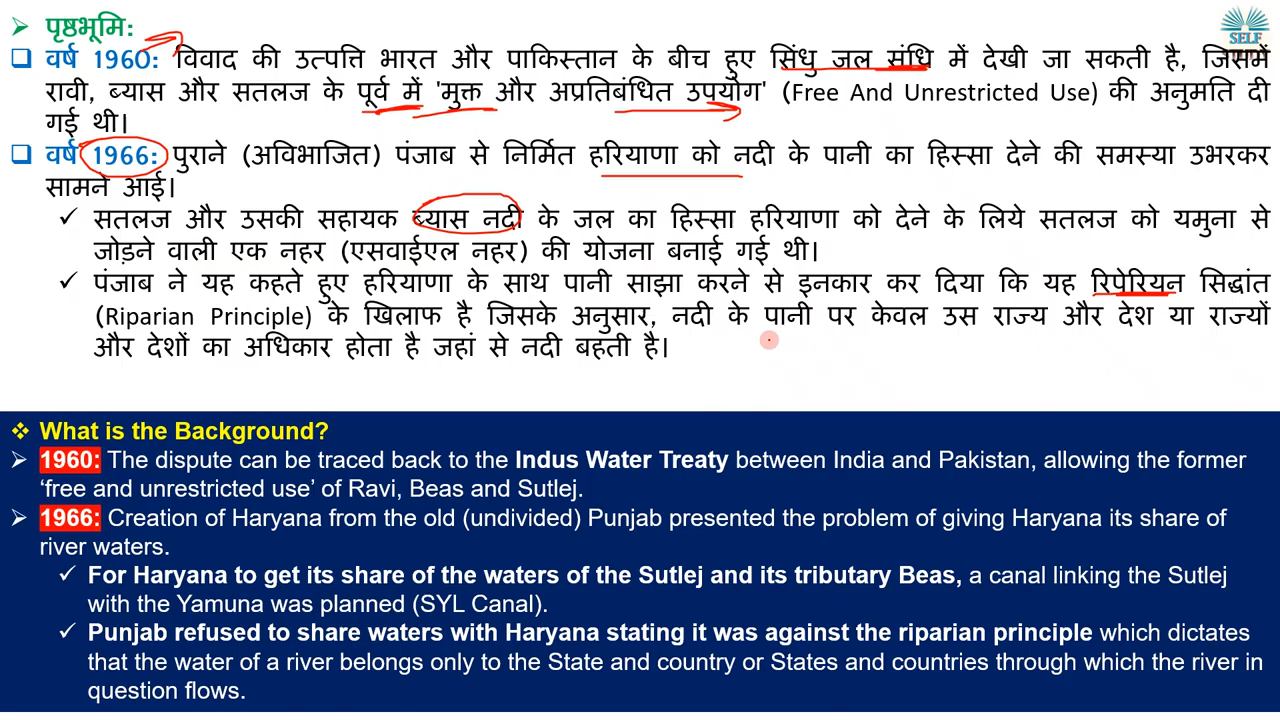 ➢ पृष्ठभूमि:
SELF
❑ वर्ष 1960: विवाद की उत्पत्ति भारत और पाकिस्तान के बीच हुए सिंधु जल संधि में देखी जा सकती है, जिसमें
रावी, ब्यास और सतलज के पूर्व में 'मुक्त और अप्रतिबंधित उपयोग' (Free And Unrestricted Use) की अनुमति दी
गई थी।
❑ वर्ष 1966: पुराने (अविभाजित) पंजाब से निर्मित हरियाणा को नदी के पानी का हिस्सा देने की समस्या उभरकर
सामने आई।
✓ सतलज और उसकी सहायक ब्यास नदी के जल का हिस्सा हरियाणा को देने के लिये सतलज को यमुना से
जोड़ने वाली एक नहर (एसवाईएल नहर) की योजना बनाई गई थी।
✓ पंजाब ने यह कहते हुए हरियाणा के साथ पानी साझा करने से इनकार कर दिया कि यह रिपेरियन सिद्धांत
(Riparian Principle) के खिलाफ है जिसके अनुसार, नदी के पानी पर केवल उस राज्य और देश या राज्यों
और देशों का अधिकार होता है जहां से नदी बहती है।
❖ What is the Background?
➢ 1960: The dispute can be traced back to the Indus Water Treaty between India and Pakistan, allowing the former
‘free and unrestricted use’ of Ravi, Beas and Sutlej.
➢ 1966: Creation of Haryana from the old (undivided) Punjab presented the problem of giving Haryana its share of
river waters.
✓ For Haryana to get its share of the waters of the Sutlej and its tributary Beas, a canal linking the Sutlej
with the Yamuna was planned (SYL Canal).
✓ Punjab refused to share waters with Haryana stating it was against the riparian principle which dictates
that the water of a river belongs only to the State and country or States and countries through which the river in
question flows.